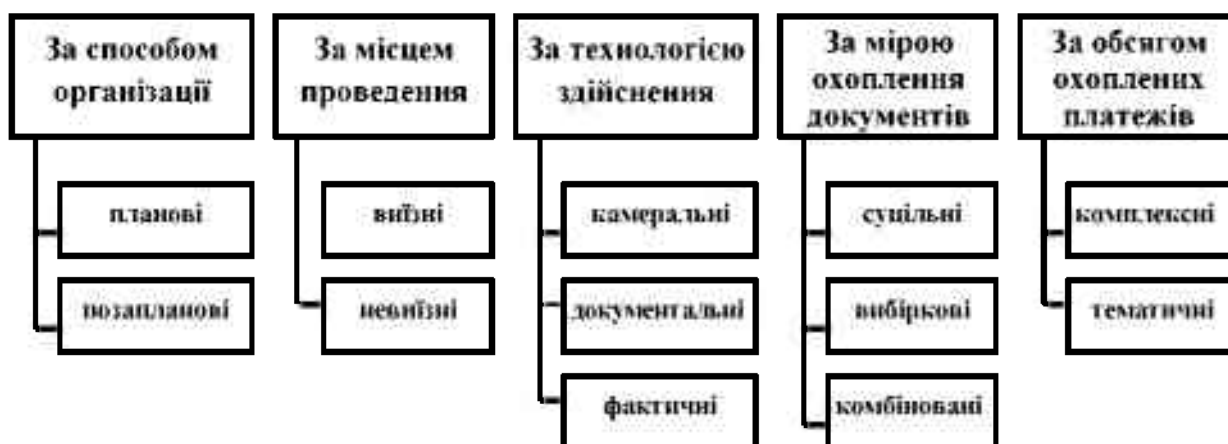 За способом
організації
планові
позапланові
За місцем
проведення
виїзні
невиїзні
За технологією
здійснення
камеральні
документальні
фактичні
За мірою
охоплення
документів
суцільні
вибіркові
комбіновані
За обсягом
охоплених
платежів
комплексні
тематичні